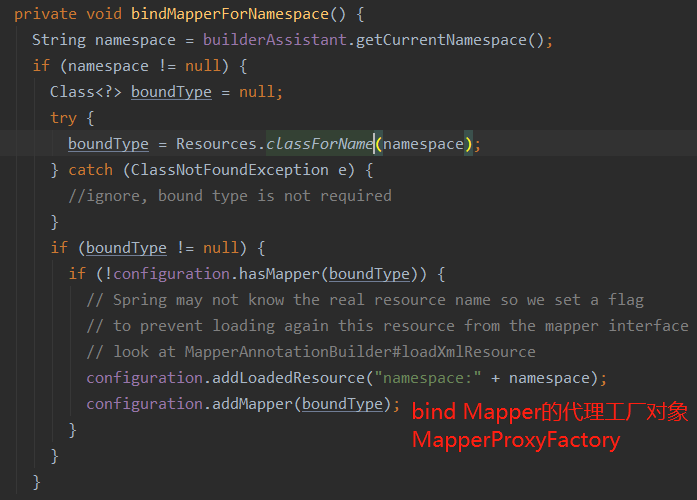 private void bindMapperForNamespace() {
String namespace = builderAssistant.getCurrentNamespace();
if (namespace != null) {
Class<?> boundType = null;
try {
boundType = Resources.classForName(namespace);
} catch (ClassNotFoundException e) {
//ignore, bound type is not required
}
if (boundType != null) {
if (!configuration.hasMapper(boundType)) {
// Spring may not know the real resource name so we set a flag
// to prevent loading again this resource from the mapper interface
// look at MapperAnnotationBuilder#loadXmlResource
configuration.addLoadedResource("namespace:" + namespace);
configuration.addMapper(boundType);
bind Mapper的代理工厂对象
MapperProxyFactory
}
}
}